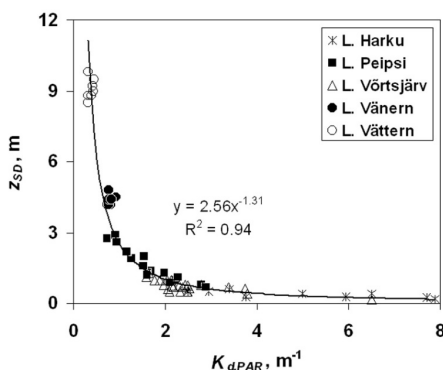 12
9
6
3
0
z_SD, m
L. Harku
L. Peipsi
L. Võrtsjärv
L. Vänern
L. Vättern
y = 2.56x^-1.31
R² = 0.94
0 2 4 6 8
K_d,PAR, m⁻¹